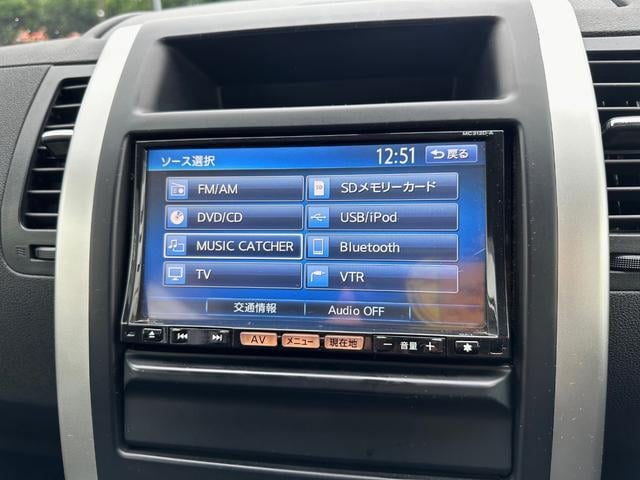 MC312D-A
ソース選択
12:51
戻る
FM/AM
SDメモリーカード
DVD/CD
USB/iPod
MUSIC CATCHER
Bluetooth
TV
VTR
交通情報
Audio OFF
AV
メニュー
現在地
− 音量 +